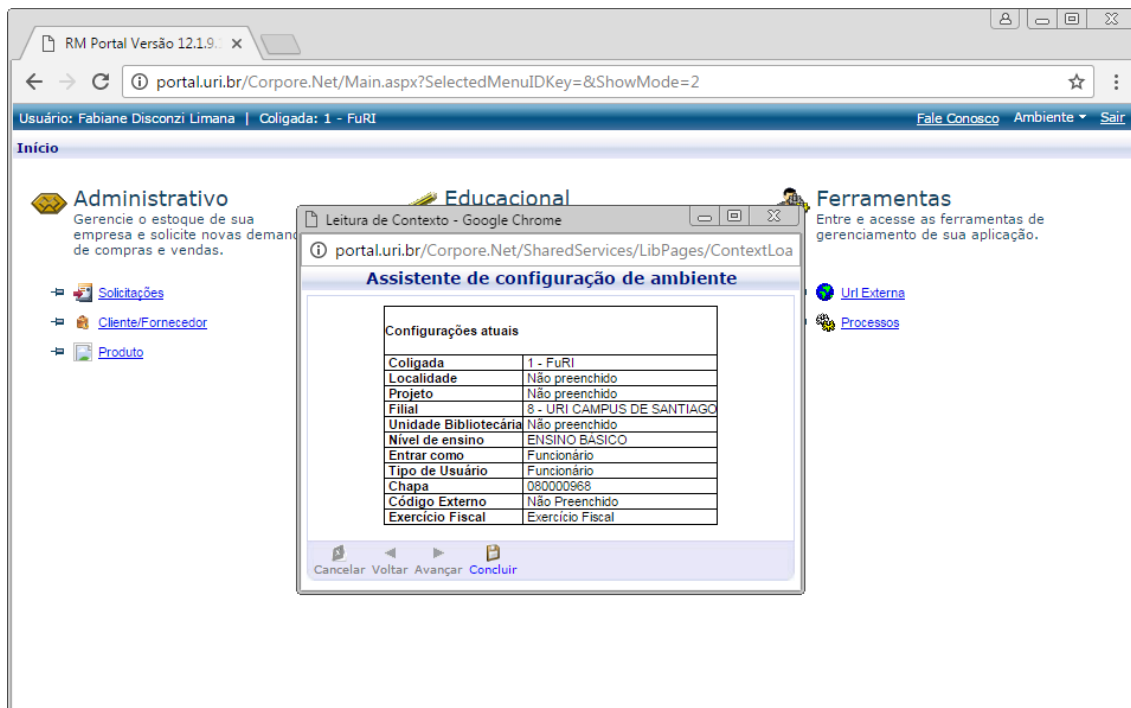 RM Portal Versão 12.1.9.
portal.uri.br/Corpore.Net/Main.aspx?SelectedMenuIDKey=&ShowMode=2
Usuário: Fabiane Disconzi Limana | Coligada: 1 - FuRI Fale Conosco Ambiente Sair
Início
Administrativo
Gerencie o estoque de sua
empresa e solicite novas demand
de compras e vendas.
Solicitações
Cliente/Fornecedor
Produto
Educacional
Ferramentas
Entre e acesse as ferramentas de
gerenciamento de sua aplicação.
Url Externa
Processos
Leitura de Contexto - Google Chrome
portal.uri.br/Corpore.Net/SharedServices/LibPages/ContextLoa
Assistente de configuração de ambiente
Configurações atuais
Coligada 1 - FuRI
Localidade Não preenchido
Projeto Não preenchido
Filial 8 - URI CAMPUS DE SANTIAGO
Unidade Bibliotecária Não preenchido
Nível de ensino ENSINO BÁSICO
Entrar como Funcionário
Tipo de Usuário Funcionário
Chapa 080000968
Código Externo Não Preenchido
Exercício Fiscal Exercício Fiscal
Cancelar Voltar Avançar Concluir